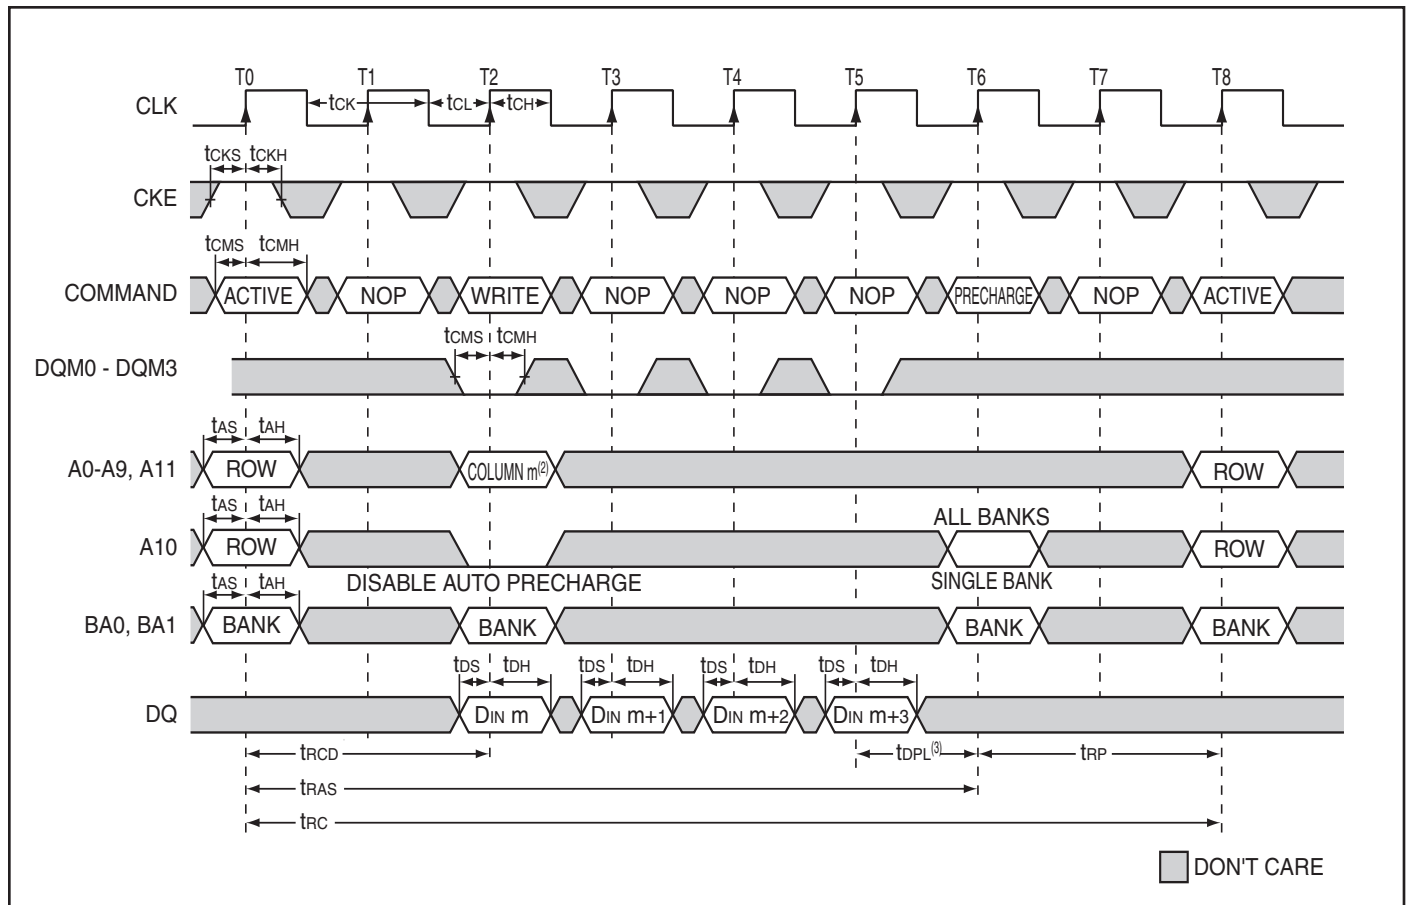 T0 T1 T2 T3 T4 T5 T6 T7 T8
CLK tCK tCL tCH
tCKS tCKH
CKE
tCMS tCMH
COMMAND ACTIVE NOP WRITE NOP NOP NOP PRECHARGE NOP ACTIVE
tCMS tCMH
DQM0 - DQM3
tAS tAH
A0-A9, A11 ROW COLUMN m(2) ROW
tAS tAH ALL BANKS
A10 ROW ROW
tAS tAH DISABLE AUTO PRECHARGE SINGLE BANK
BA0, BA1 BANK BANK BANK BANK
tDS tDH tDS tDH tDS tDH tDS tDH
DQ DIN m DIN m+1 DIN m+2 DIN m+3
tRCD tDPL(3) tRP
tRAS
tRC
DON'T CARE